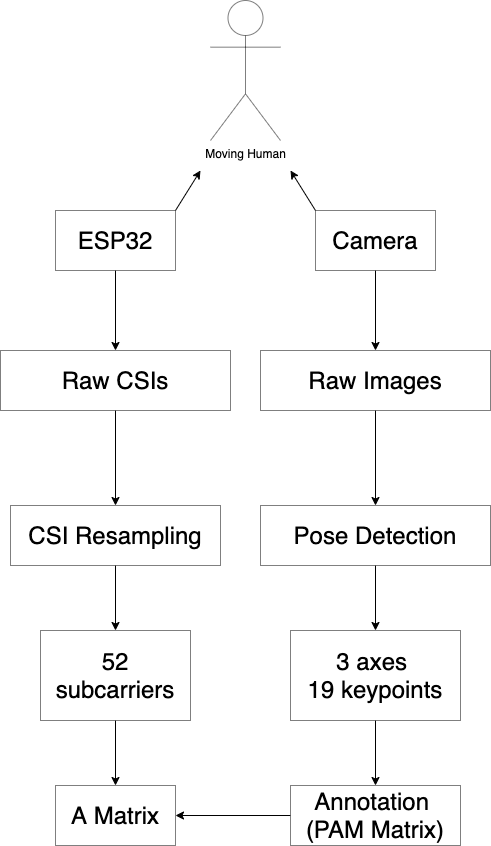 Moving Human
ESP32
Camera
Raw CSIs
Raw Images
CSI Resampling
Pose Detection
52
subcarriers
3 axes
19 keypoints
A Matrix
Annotation
(PAM Matrix)